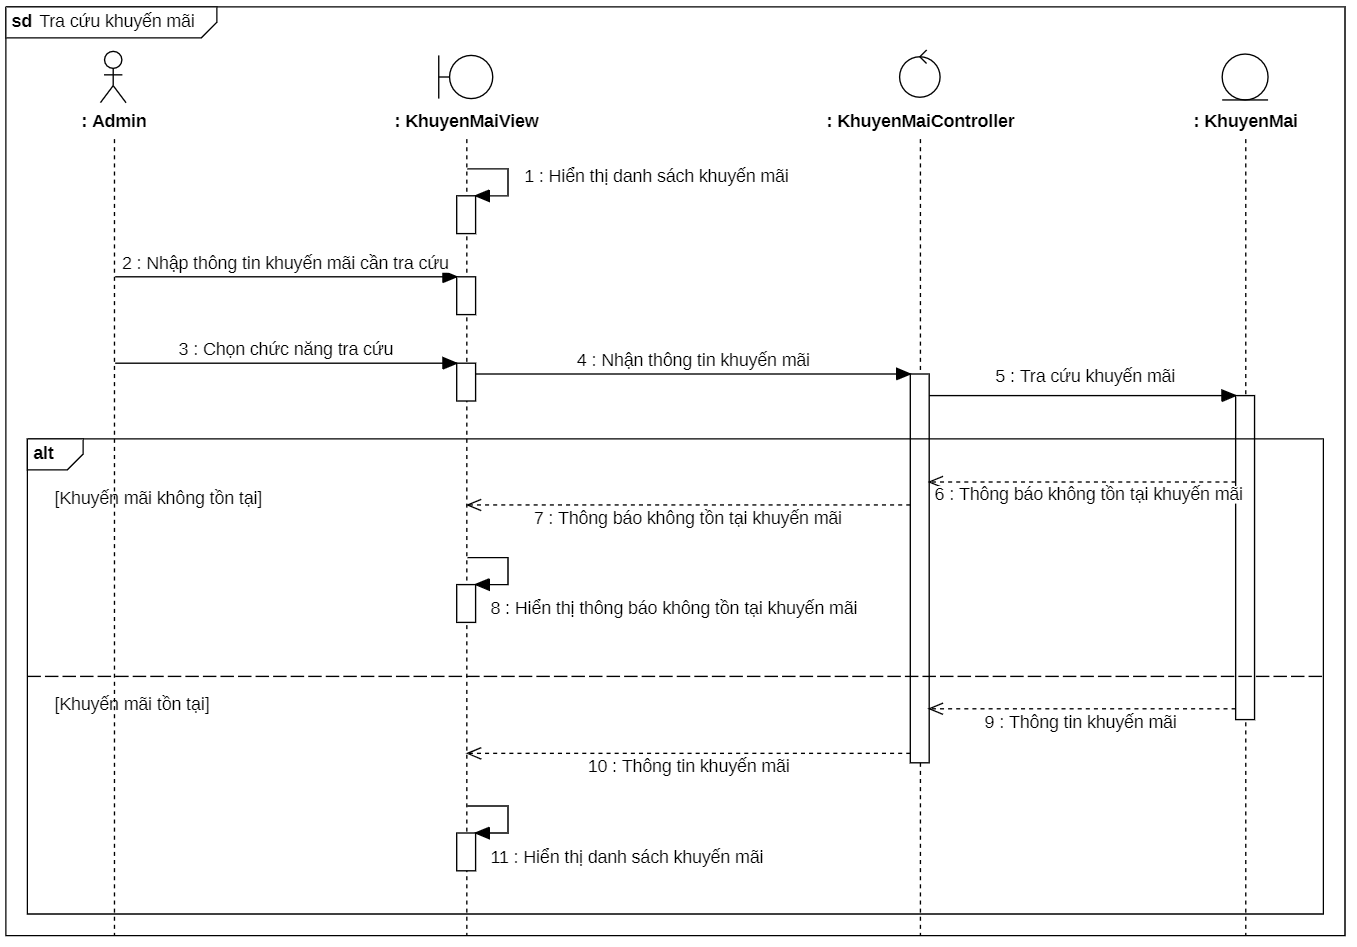 sd Tra cứu khuyến mãi
: Admin
: KhuyenMaiView
: KhuyenMaiController
: KhuyenMai
1 : Hiển thị danh sách khuyến mãi
2 : Nhập thông tin khuyến mãi cần tra cứu
3 : Chọn chức năng tra cứu
4 : Nhận thông tin khuyến mãi
5 : Tra cứu khuyến mãi
alt
[Khuyến mãi không tồn tại]
6 : Thông báo không tồn tại khuyến mãi
7 : Thông báo không tồn tại khuyến mãi
8 : Hiển thị thông báo không tồn tại khuyến mãi
[Khuyến mãi tồn tại]
9 : Thông tin khuyến mãi
10 : Thông tin khuyến mãi
11 : Hiển thị danh sách khuyến mãi